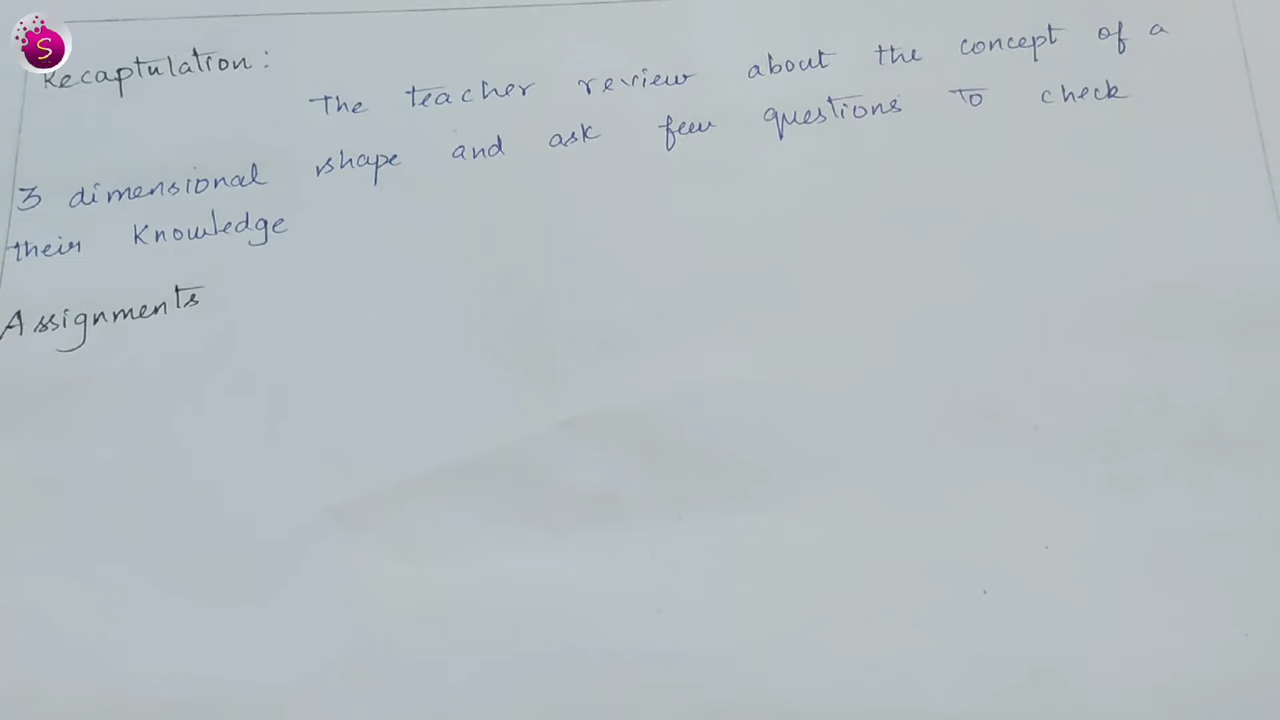 S
Recaptulation :
The teacher review about the concept of a
3 dimensional shape and ask few questions to check
their Knowledge
Assignments